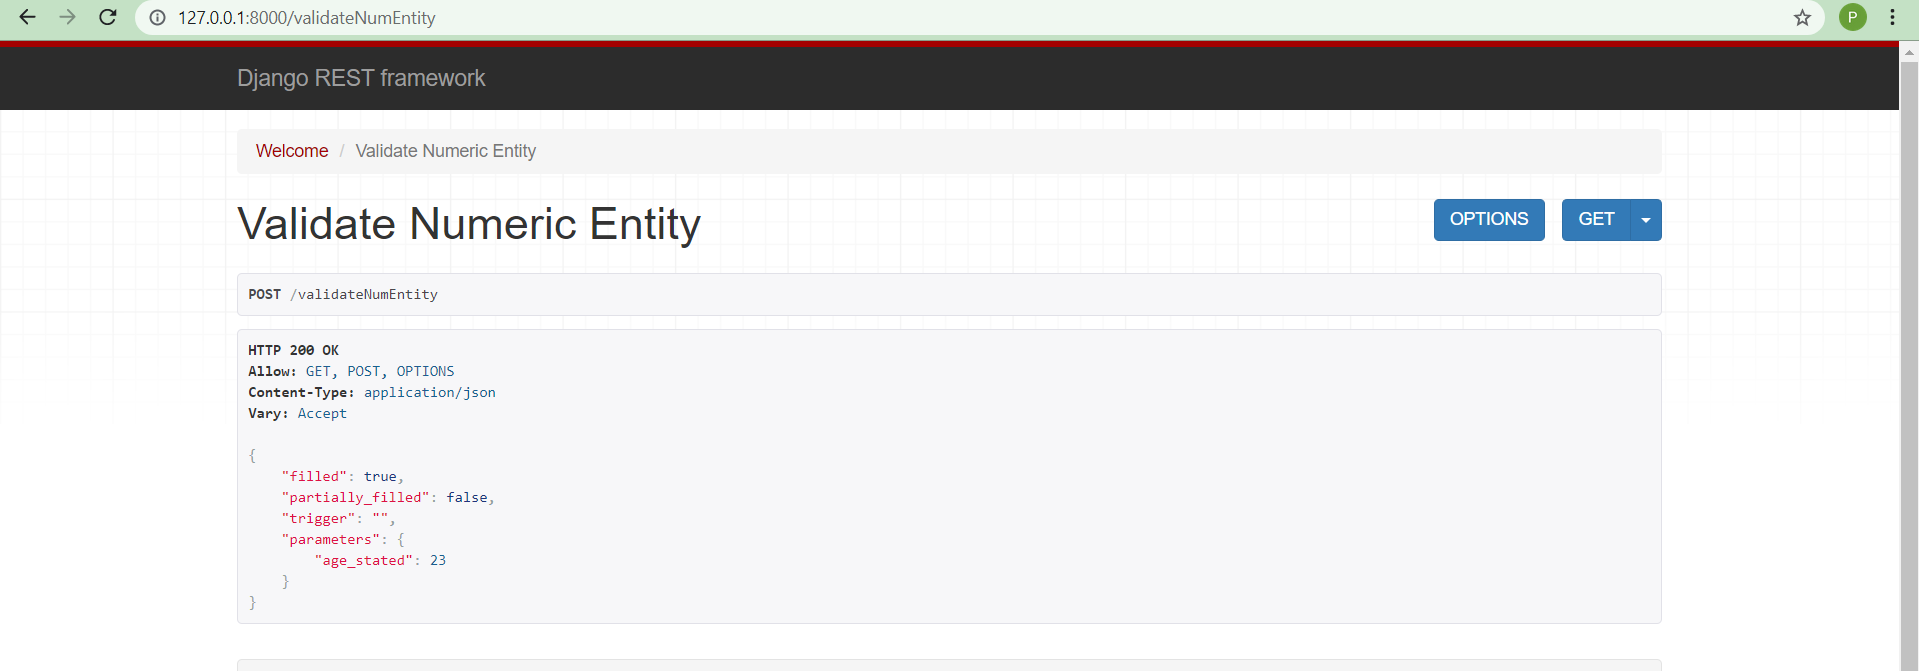 127.0.0.1:8000/validateNumEntity
P
Django REST framework
Welcome / Validate Numeric Entity
Validate Numeric Entity
OPTIONS
GET
POST /validateNumEntity
HTTP 200 OK
Allow: GET, POST, OPTIONS
Content-Type: application/json
Vary: Accept
{
    "filled": true,
    "partially_filled": false,
    "trigger": "",
    "parameters": {
        "age_stated": 23
    }
}